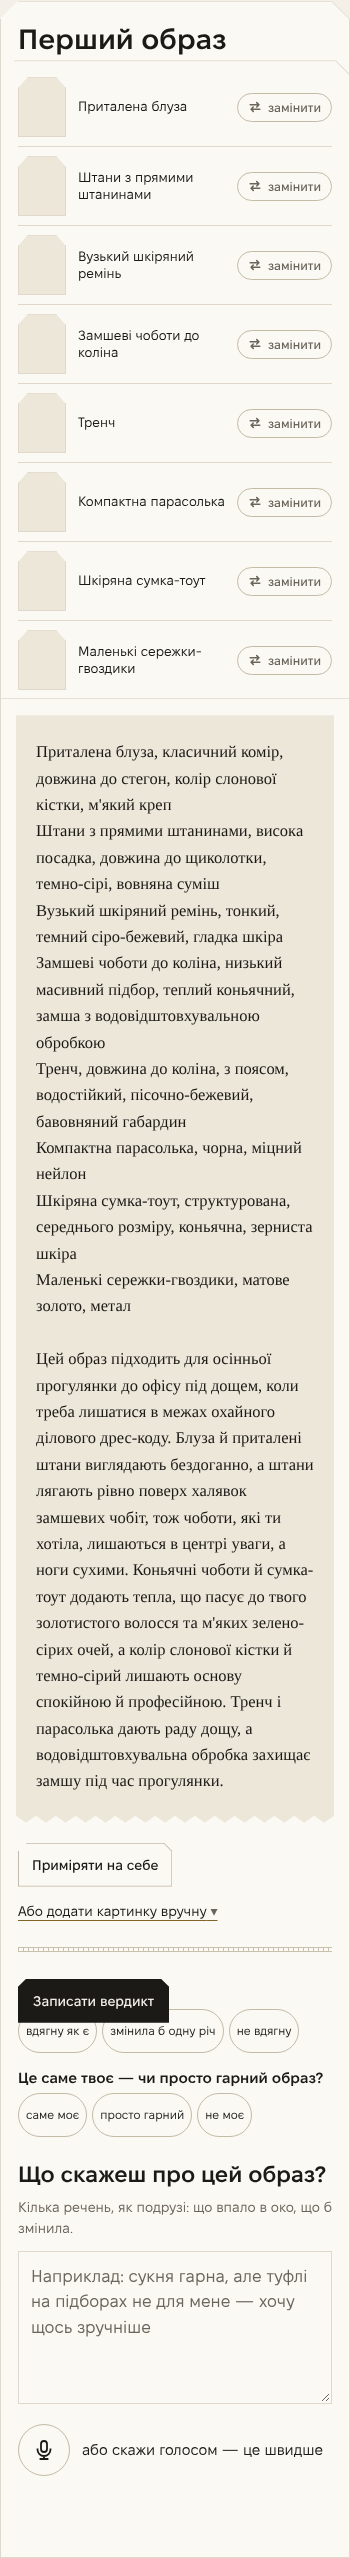 Перший образ
Приталена блуза
⇄ замінити
Штани з прямими
штанинами
⇄ замінити
Вузький шкіряний
ремінь
⇄ замінити
Замшеві чоботи до
коліна
⇄ замінити
Тренч
⇄ замінити
Компактна парасолька
⇄ замінити
Шкіряна сумка-тоут
⇄ замінити
Маленькі сережки-
гвоздики
⇄ замінити
Приталена блуза, класичний комір,
довжина до стегон, колір слонової
кістки, м'який креп
Штани з прямими штанинами, висока
посадка, довжина до щиколотки,
темно-сірі, вовняна суміш
Вузький шкіряний ремінь, тонкий,
темний сіро-бежевий, гладка шкіра
Замшеві чоботи до коліна, низький
масивний підбор, теплий коньячний,
замша з водовідштовхувальною
обробкою
Тренч, довжина до коліна, з поясом,
водостійкий, пісочно-бежевий,
бавовняний габардин
Компактна парасолька, чорна, міцний
нейлон
Шкіряна сумка-тоут, структурована,
середнього розміру, коньячна, зерниста
шкіра
Маленькі сережки-гвоздики, матове
золото, метал
Цей образ підходить для осінньої
прогулянки до офісу під дощем, коли
треба лишатися в межах охайного
ділового дрес-коду. Блуза й приталені
штани виглядають бездоганно, а штани
лягають рівно поверх халявок
замшевих чобіт, тож чоботи, які ти
хотіла, лишаються в центрі уваги, а
ноги сухими. Коньячні чоботи й сумка-
тоут додають тепла, що пасує до твого
золотистого волосся та м'яких зелено-
сірих очей, а колір слонової кістки й
темно-сірий лишають основу
спокійною й професійною. Тренч і
парасолька дають раду дощу, а
водовідштовхувальна обробка захищає
замшу під час прогулянки.
Приміряти на себе
Або додати картинку вручну ▾
Записати вердикт
вдягну як є
змінила б одну річ
не вдягну
Це саме твоє — чи просто гарний образ?
саме моє
просто гарний
не моє
Що скажеш про цей образ?
Кілька речень, як подрузі: що впало в око, що б
змінила.
Наприклад: сукня гарна, але туфлі
на підборах не для мене — хочу
щось зручніше
або скажи голосом — це швидше